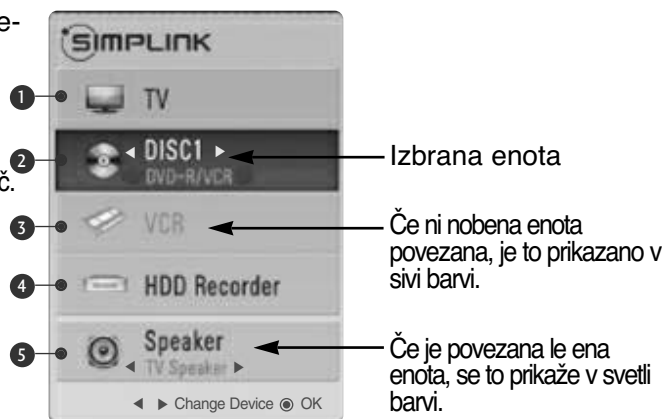 e-
č.
SIMPLINK
1 TV
2 ◄ DISC1 ►
DVD-R/VCR
3 VCR
4 HDD Recorder
5 Speaker
◄ TV Speaker ►
◄ ► Change Device ◉ OK
Izbrana enota
Če ni nobena enota
povezana, je to prikazano v
sivi barvi.
Če je povezana le ena
enota, se to prikaže v svetli
barvi.